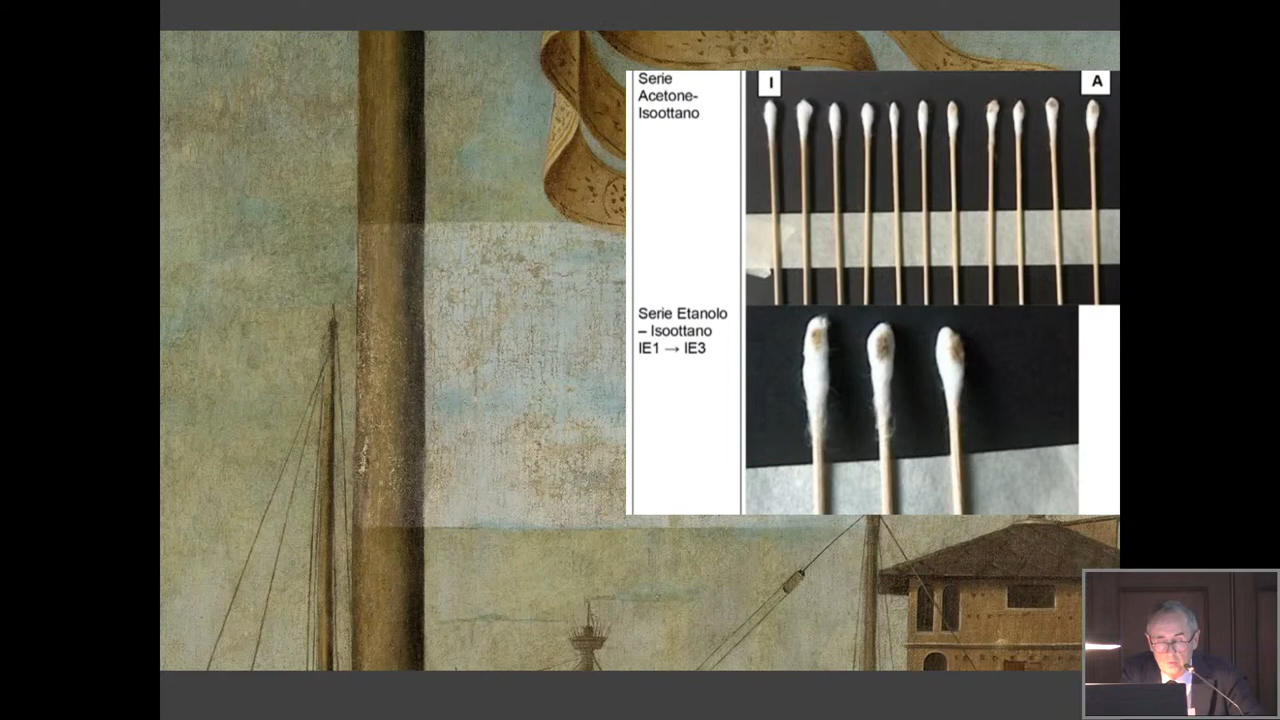 Serie
Acetone-
Isoottano
I
A
Serie Etanolo
– Isoottano
IE1 → IE3